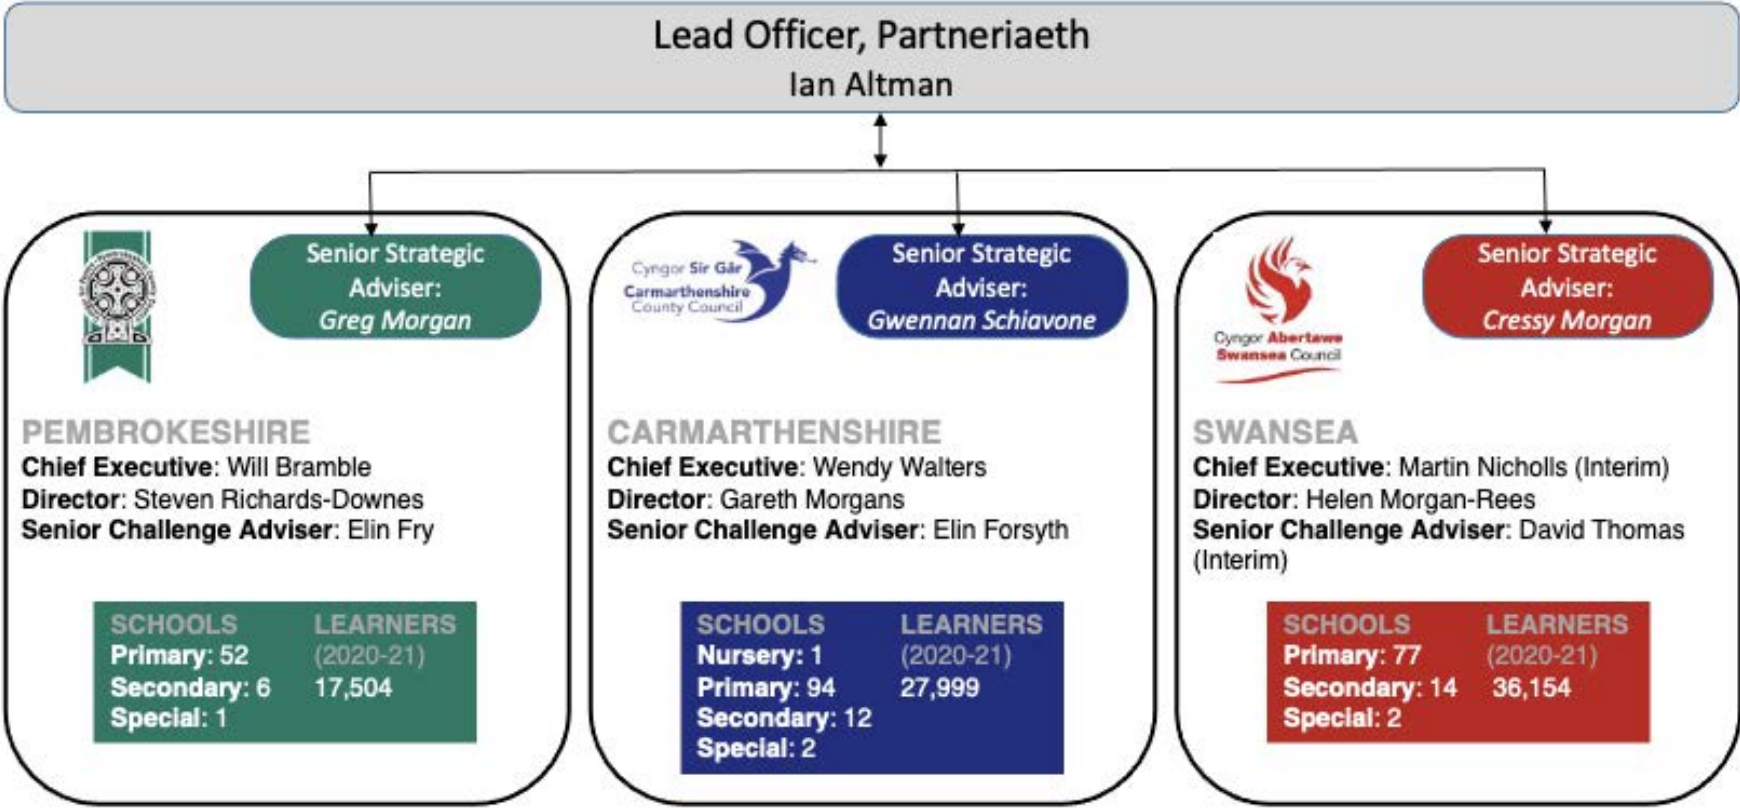 Lead Officer, Partneriaeth
Ian Altman
Senior Strategic
Adviser:
Greg Morgan
PEMBROKESHIRE
Chief Executive: Will Bramble
Director: Steven Richards-Downes
Senior Challenge Adviser: Elin Fry
SCHOOLS LEARNERS
Primary: 52 (2020-21)
Secondary: 6 17,504
Special: 1
Cyngor Sir Gâr
Carmarthenshire
County Council
Senior Strategic
Adviser:
Gwennan Schiavone
CARMARTHENSHIRE
Chief Executive: Wendy Walters
Director: Gareth Morgans
Senior Challenge Adviser: Elin Forsyth
SCHOOLS LEARNERS
Nursery: 1 (2020-21)
Primary: 94 27,999
Secondary: 12
Special: 2
Cyngor Abertawe
Swansea Council
Senior Strategic
Adviser:
Cressy Morgan
SWANSEA
Chief Executive: Martin Nicholls (Interim)
Director: Helen Morgan-Rees
Senior Challenge Adviser: David Thomas
(Interim)
SCHOOLS LEARNERS
Primary: 77 (2020-21)
Secondary: 14 36,154
Special: 2